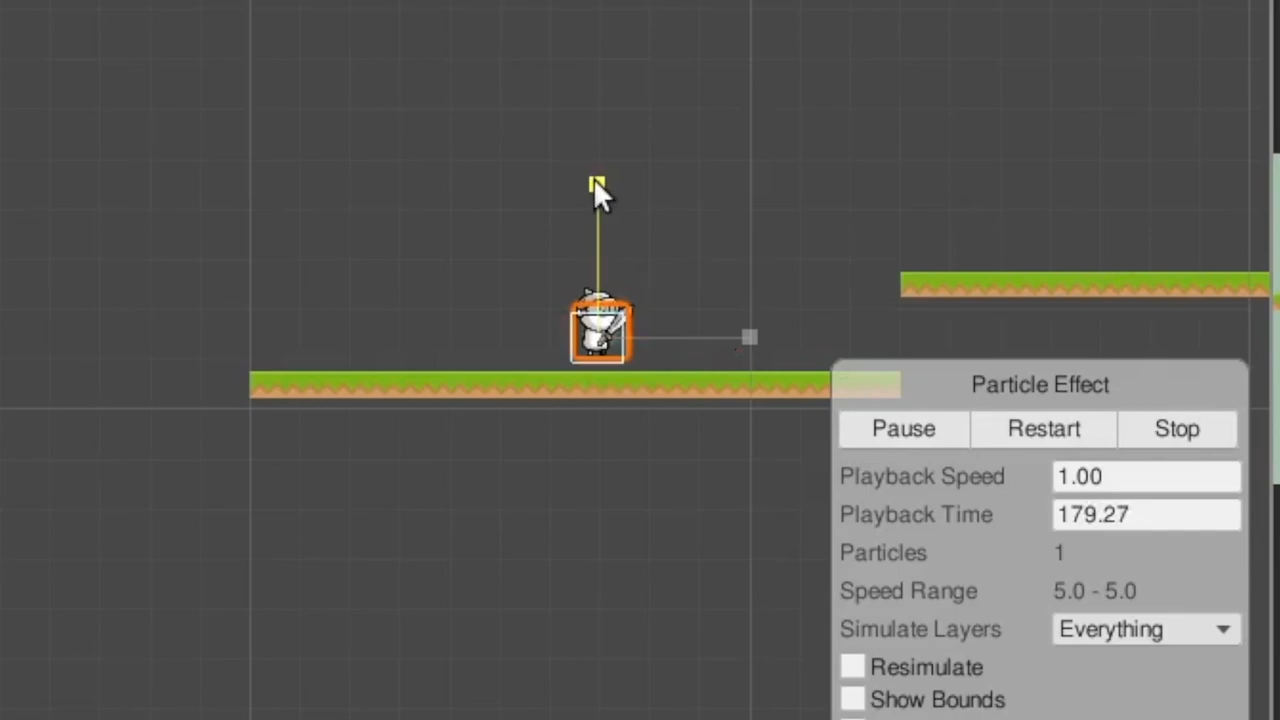 Particle Effect
Pause Restart Stop
Playback Speed 1.00
Playback Time 179.27
Particles 1
Speed Range 5.0 - 5.0
Simulate Layers Everything
Resimulate
Show Bounds